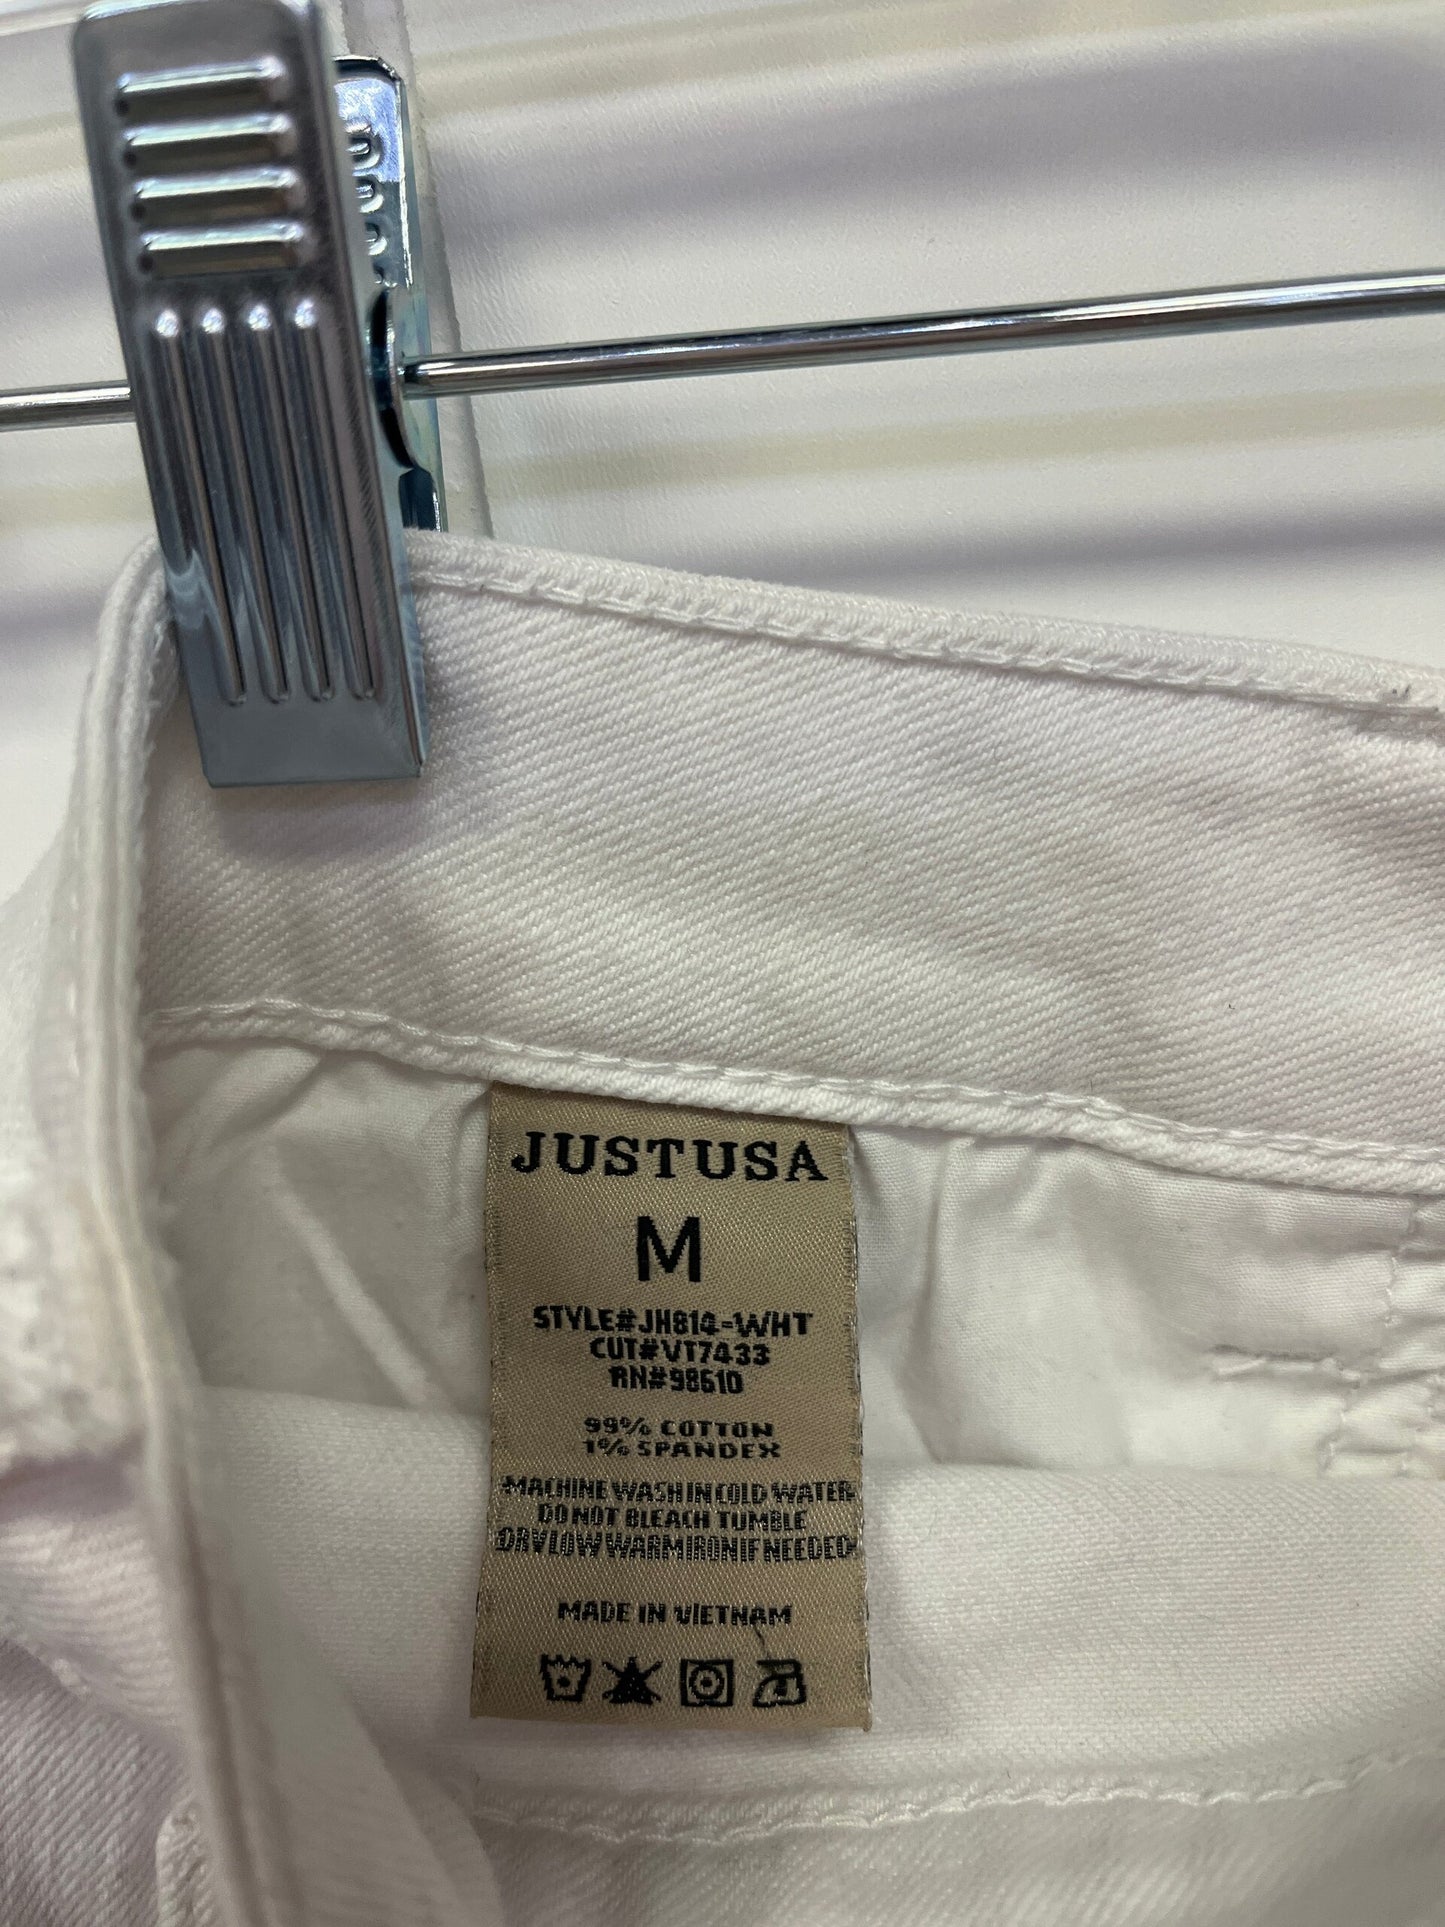 JUSTUSA
M
STYLE#JH814-WHT
CUT#VT7433
RN#98610
99% COTTON
1% SPANDEX
MACHINE WASH IN COLD WATER
DO NOT BLEACH TUMBLE
DRY LOW WARM IRON IF NEEDED
MADE IN VIETNAM